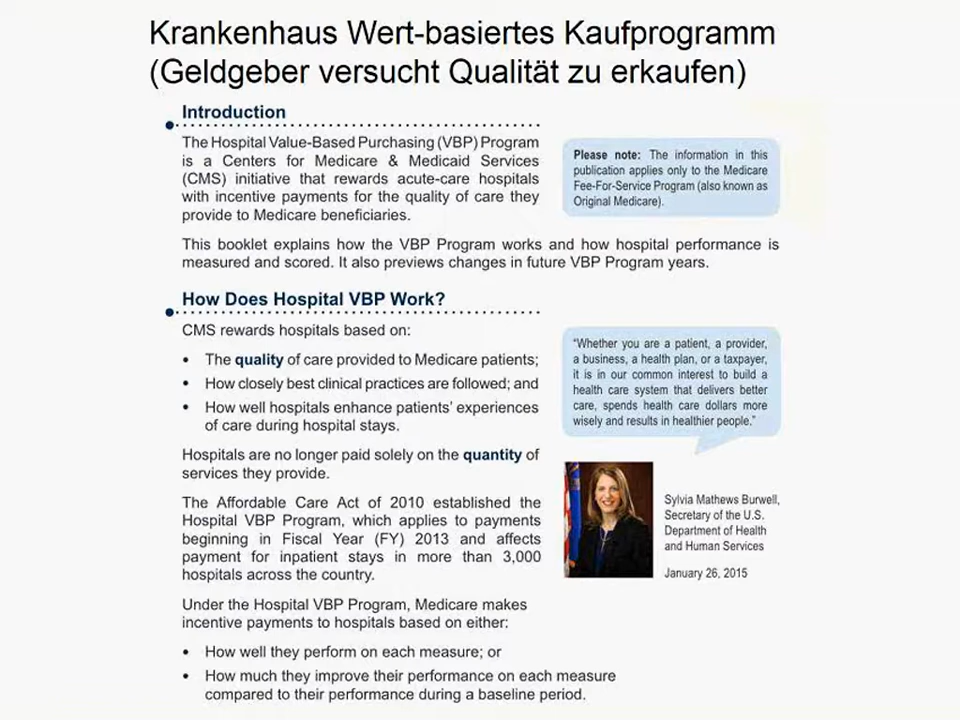 Krankenhaus Wert-basiertes Kaufprogramm
(Geldgeber versucht Qualität zu erkaufen)
Introduction
The Hospital Value-Based Purchasing (VBP) Program
is a Centers for Medicare & Medicaid Services
(CMS) initiative that rewards acute-care hospitals
with incentive payments for the quality of care they
provide to Medicare beneficiaries.
Please note: The information in this
publication applies only to the Medicare
Fee-For-Service Program (also known as
Original Medicare).
This booklet explains how the VBP Program works and how hospital performance is
measured and scored. It also previews changes in future VBP Program years.
How Does Hospital VBP Work?
CMS rewards hospitals based on:
• The quality of care provided to Medicare patients;
• How closely best clinical practices are followed; and
• How well hospitals enhance patients' experiences
of care during hospital stays.
Hospitals are no longer paid solely on the quantity of
services they provide.
The Affordable Care Act of 2010 established the
Hospital VBP Program, which applies to payments
beginning in Fiscal Year (FY) 2013 and affects
payment for inpatient stays in more than 3,000
hospitals across the country.
"Whether you are a patient, a provider,
a business, a health plan, or a taxpayer,
it is in our common interest to build a
health care system that delivers better
care, spends health care dollars more
wisely and results in healthier people."
Sylvia Mathews Burwell,
Secretary of the U.S.
Department of Health
and Human Services
January 26, 2015
Under the Hospital VBP Program, Medicare makes
incentive payments to hospitals based on either:
• How well they perform on each measure; or
• How much they improve their performance on each measure
compared to their performance during a baseline period.